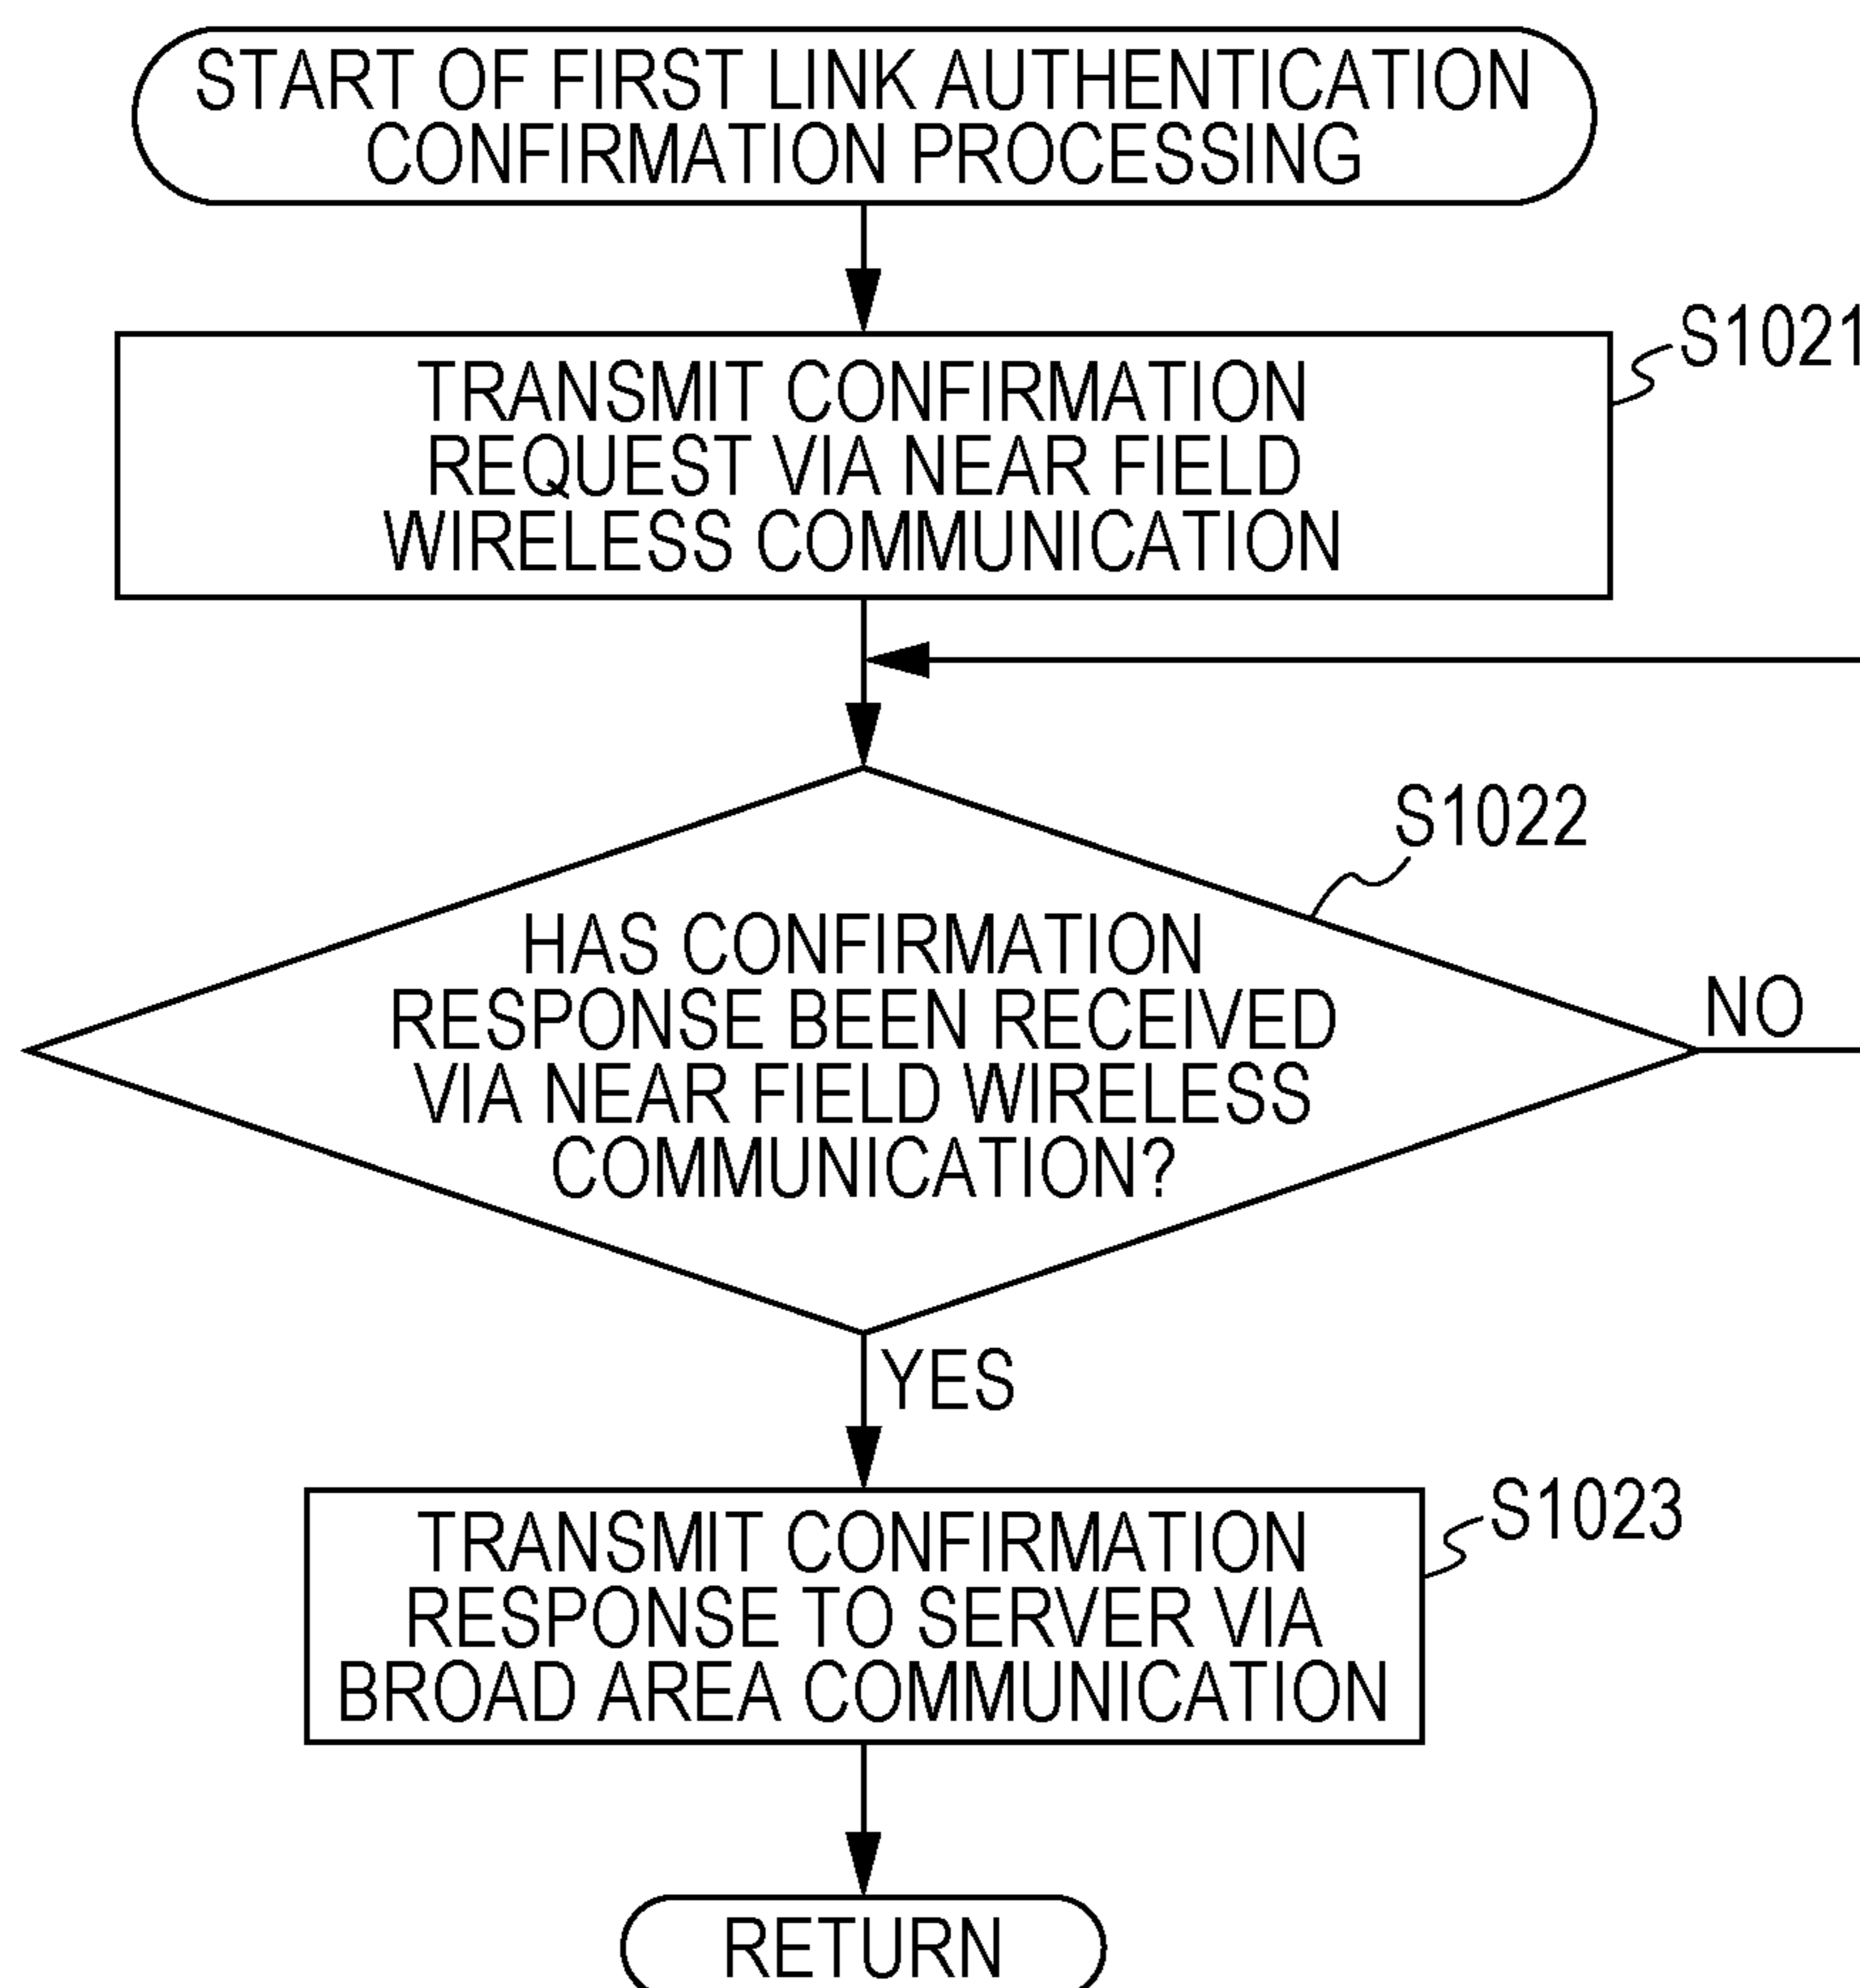 START OF FIRST LINK AUTHENTICATION
CONFIRMATION PROCESSING
S1021
TRANSMIT CONFIRMATION
REQUEST VIA NEAR FIELD
WIRELESS COMMUNICATION
S1022
HAS CONFIRMATION
RESPONSE BEEN RECEIVED
VIA NEAR FIELD WIRELESS
COMMUNICATION?
NO
YES
S1023
TRANSMIT CONFIRMATION
RESPONSE TO SERVER VIA
BROAD AREA COMMUNICATION
RETURN